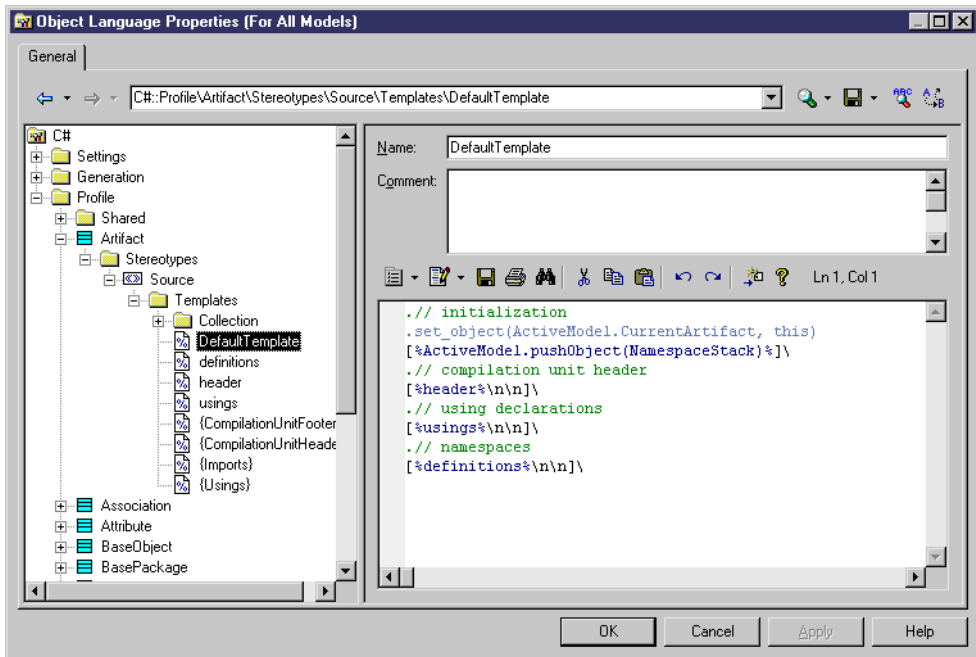 Object Language Properties (For All Models)
General
C#::Profile\Artifact\Stereotypes\Source\Templates\DefaultTemplate
C#
Settings
Generation
Profile
Shared
Artifact
Stereotypes
Source
Templates
Collection
DefaultTemplate
definitions
header
usings
{CompilationUnitFooter
{CompilationUnitHeade
{Imports}
{Usings}
Association
Attribute
BaseObject
BasePackage
Name: DefaultTemplate
Comment:
Ln 1, Col 1
.// initialization
.set_object(ActiveModel.CurrentArtifact, this)
[%ActiveModel.pushObject(NamespaceStack)%]\
.// compilation unit header
[%header%\n\n]\
.// using declarations
[%usings%\n\n]\
.// namespaces
[%definitions%\n\n]\
OK Cancel Apply Help